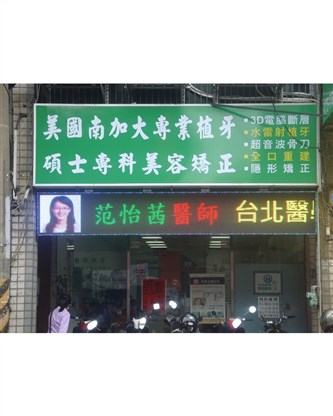 美國南加大專業植牙
碩士專科美容矯正
•3D電腦斷層
•水雷射植牙
•超音波骨刀
•全口重建
•隱形矯正
范怡茜醫師 台北醫學